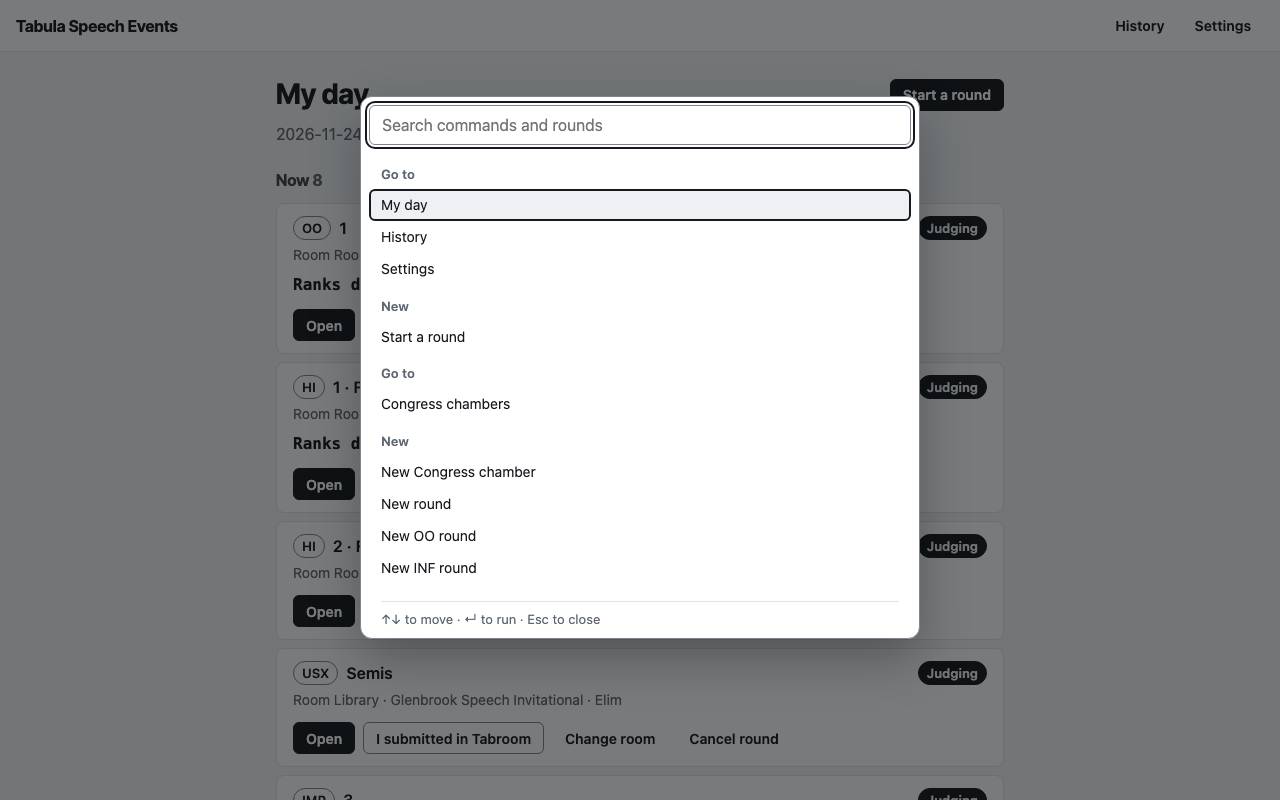 Tabula Speech Events
History
Settings
My day
Start a round
2026-11-24
Now 8
Search commands and rounds
Go to
My day
History
Settings
New
Start a round
Go to
Congress chambers
New
New Congress chamber
New round
New OO round
New INF round
↑↓ to move · ↵ to run · Esc to close
OO 1
Judging
Room Roo
Ranks d
Open
HI 1 ·
Judging
Room Roo
Ranks d
Open
HI 2 ·
Judging
Room Roo
Open
USX Semis
Judging
Room Library · Glenbrook Speech Invitational · Elim
Open
I submitted in Tabroom
Change room
Cancel round
IMP 3
Judging